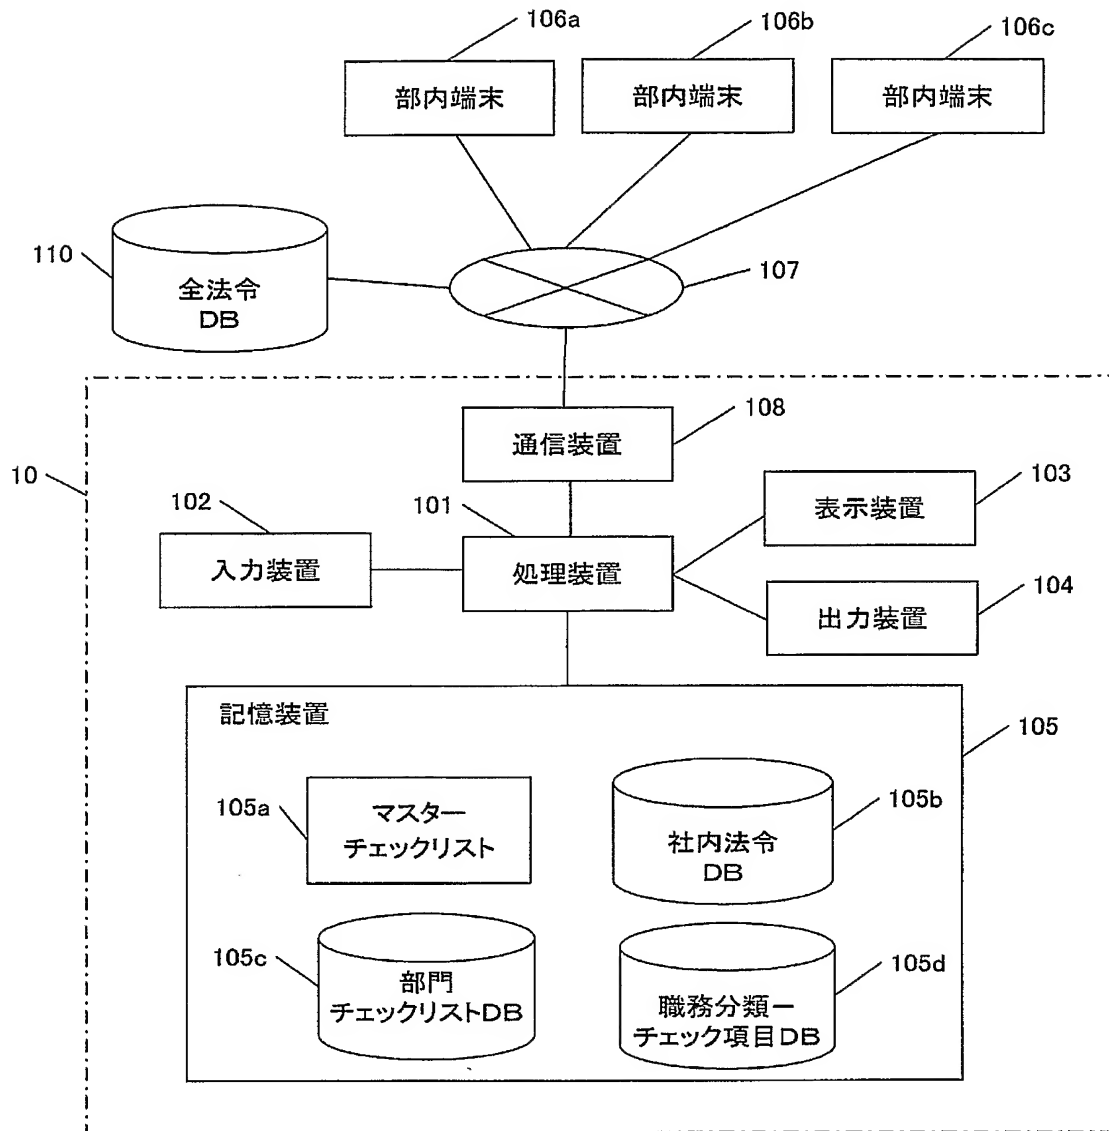 106a
106b
106c
部内端末
部内端末
部内端末
110
全法令
DB
107
108
通信装置
10
102
101
103
入力装置
処理装置
表示装置
104
出力装置
記憶装置
105
105a
マスター
チェックリスト
105b
社内法令
DB
105c
部門
チェックリストDB
105d
職務分類ー
チェック項目DB